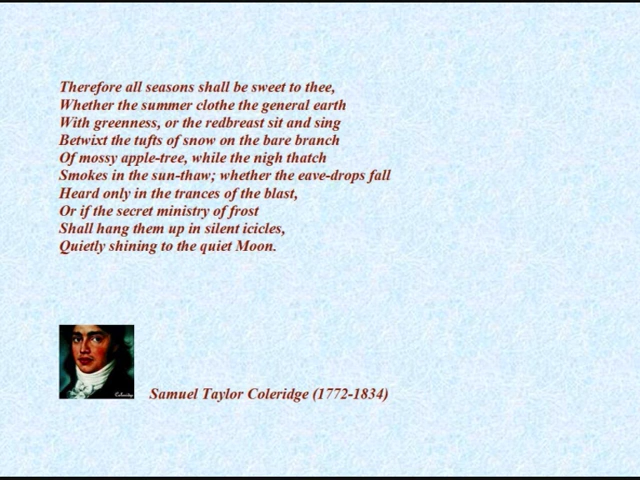 Therefore all seasons shall be sweet to thee,
Whether the summer clothe the general earth
With greenness, or the redbreast sit and sing
Betwixt the tufts of snow on the bare branch
Of mossy apple-tree, while the nigh thatch
Smokes in the sun-thaw; whether the eave-drops fall
Heard only in the trances of the blast,
Or if the secret ministry of frost
Shall hang them up in silent icicles,
Quietly shining to the quiet Moon.
Samuel Taylor Coleridge (1772-1834)